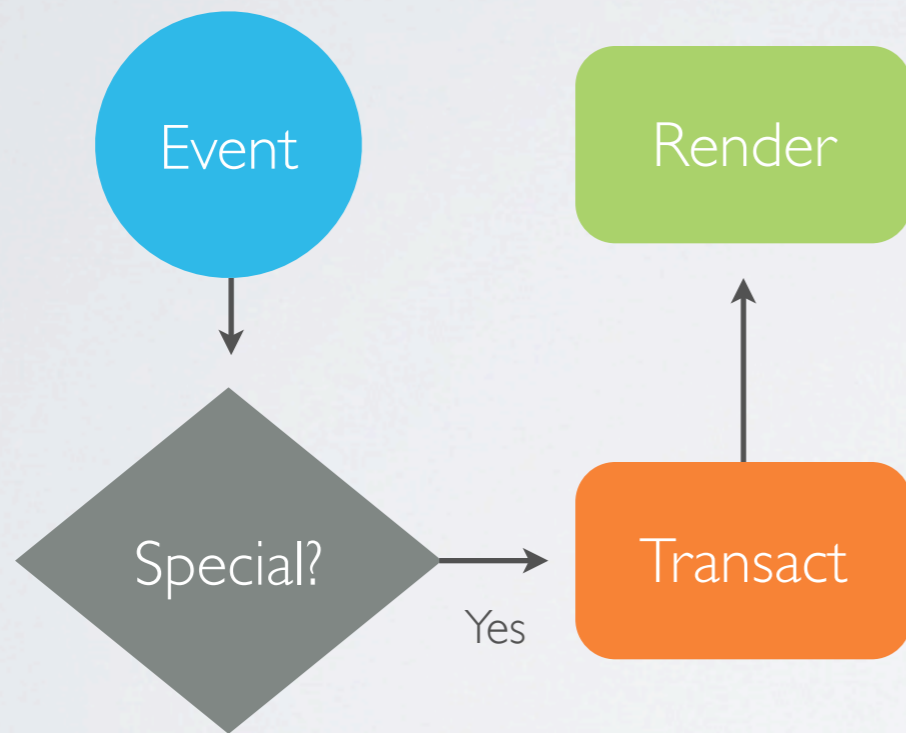 Event
Render
Special?
Yes
Transact